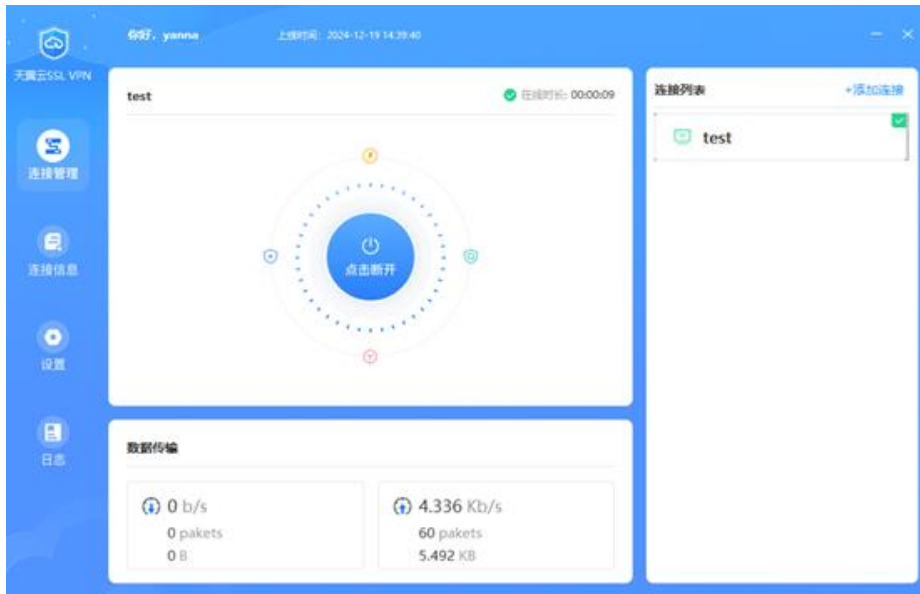 你好，yanna
上线时间：2024-12-19 14:39:40
天翼云SSL VPN
连接管理
连接信息
设置
日志
test
在线时长：00:00:09
点击断开
数据传输
0 b/s
0 pakets
0 B
4.336 Kb/s
60 pakets
5.492 KB
连接列表
+添加连接
test